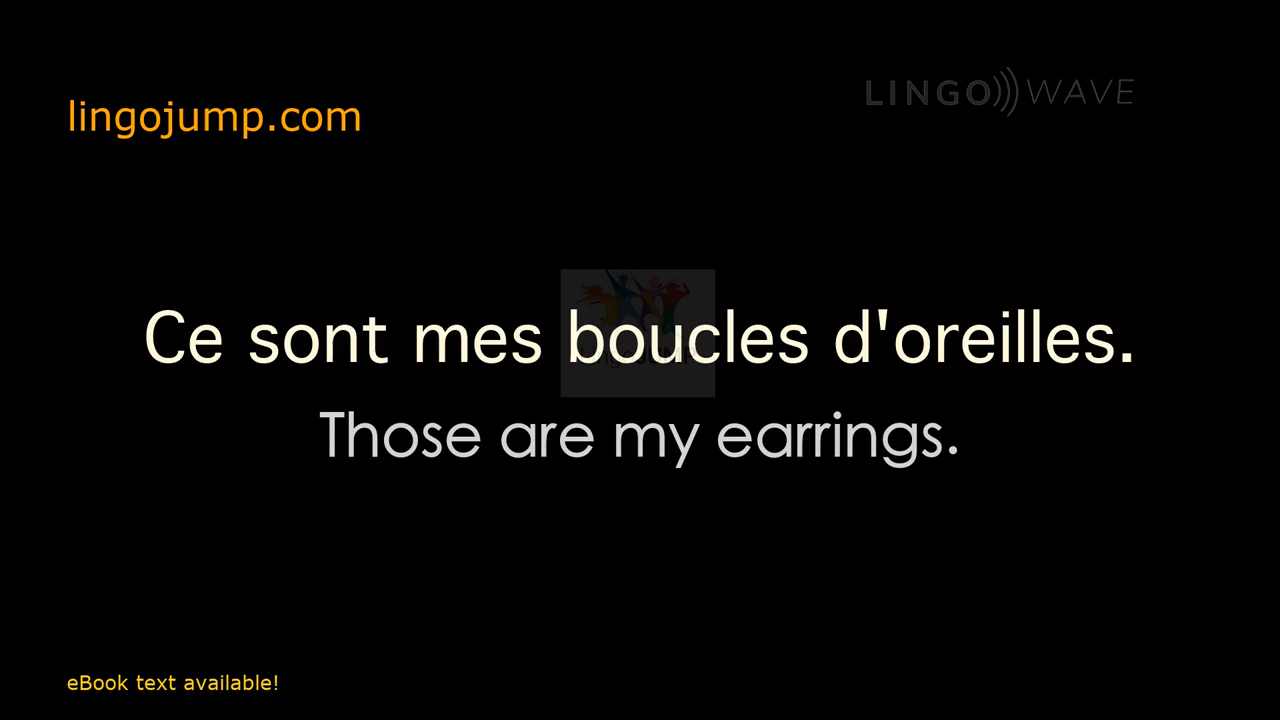 LINGO WAVE
lingojump.com
Ce sont mes boucles d'oreilles.
Those are my earrings.
eBook text available!